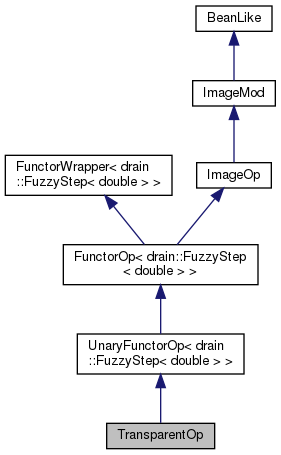 BeanLike
ImageMod
FunctorWrapper< drain
::FuzzyStep< double > >
ImageOp
FunctorOp< drain::FuzzyStep
< double > >
UnaryFunctorOp< drain
::FuzzyStep< double > >
TransparentOp